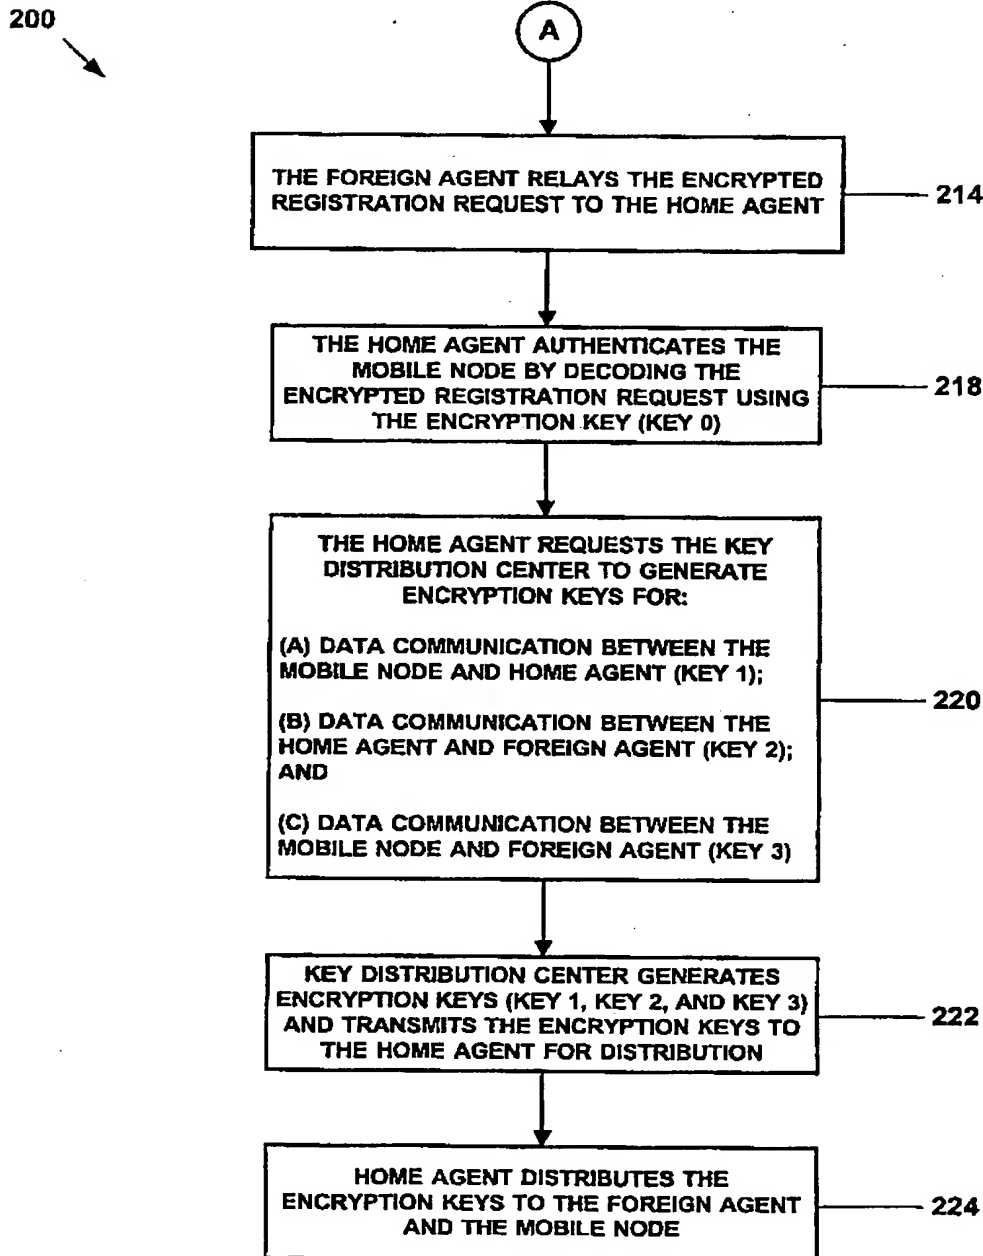 200
A
THE FOREIGN AGENT RELAYS THE ENCRYPTED
REGISTRATION REQUEST TO THE HOME AGENT
214
THE HOME AGENT AUTHENTICATES THE
MOBILE NODE BY DECODING THE
ENCRYPTED REGISTRATION REQUEST USING
THE ENCRYPTION KEY (KEY 0)
218
THE HOME AGENT REQUESTS THE KEY
DISTRIBUTION CENTER TO GENERATE
ENCRYPTION KEYS FOR:
(A) DATA COMMUNICATION BETWEEN THE
MOBILE NODE AND HOME AGENT (KEY 1);
(B) DATA COMMUNICATION BETWEEN THE
HOME AGENT AND FOREIGN AGENT (KEY 2);
AND
(C) DATA COMMUNICATION BETWEEN THE
MOBILE NODE AND FOREIGN AGENT (KEY 3)
220
KEY DISTRIBUTION CENTER GENERATES
ENCRYPTION KEYS (KEY 1, KEY 2, AND KEY 3)
AND TRANSMITS THE ENCRYPTION KEYS TO
THE HOME AGENT FOR DISTRIBUTION
222
HOME AGENT DISTRIBUTES THE
ENCRYPTION KEYS TO THE FOREIGN AGENT
AND THE MOBILE NODE
224